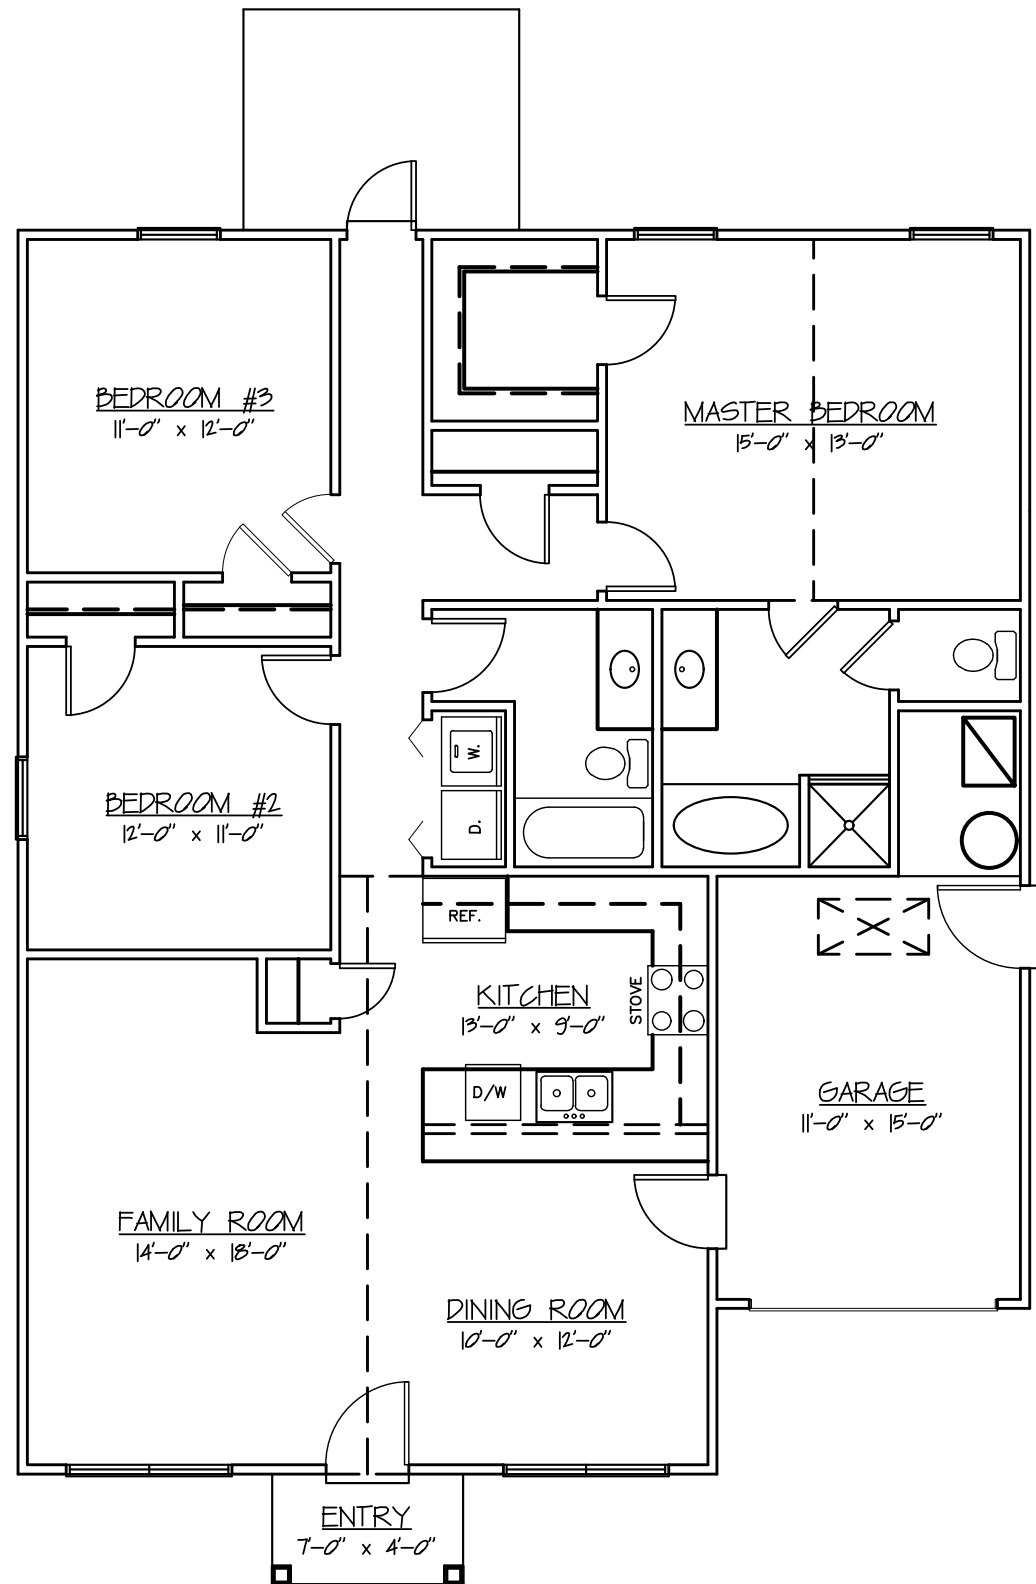 BEDROOM #3
11'-0" x 12'-0"
MASTER BEDROOM
15'-0" x 13'-0"
W.
BEDROOM #2
12'-0" x 11'-0"
D.
REF.
KITCHEN
13'-0" x 9'-0"
STOVE
D/W
GARAGE
11'-0" x 15'-0"
FAMILY ROOM
14'-0" x 18'-0"
DINING ROOM
10'-0" x 12'-0"
ENTRY
7'-0" x 4'-0"